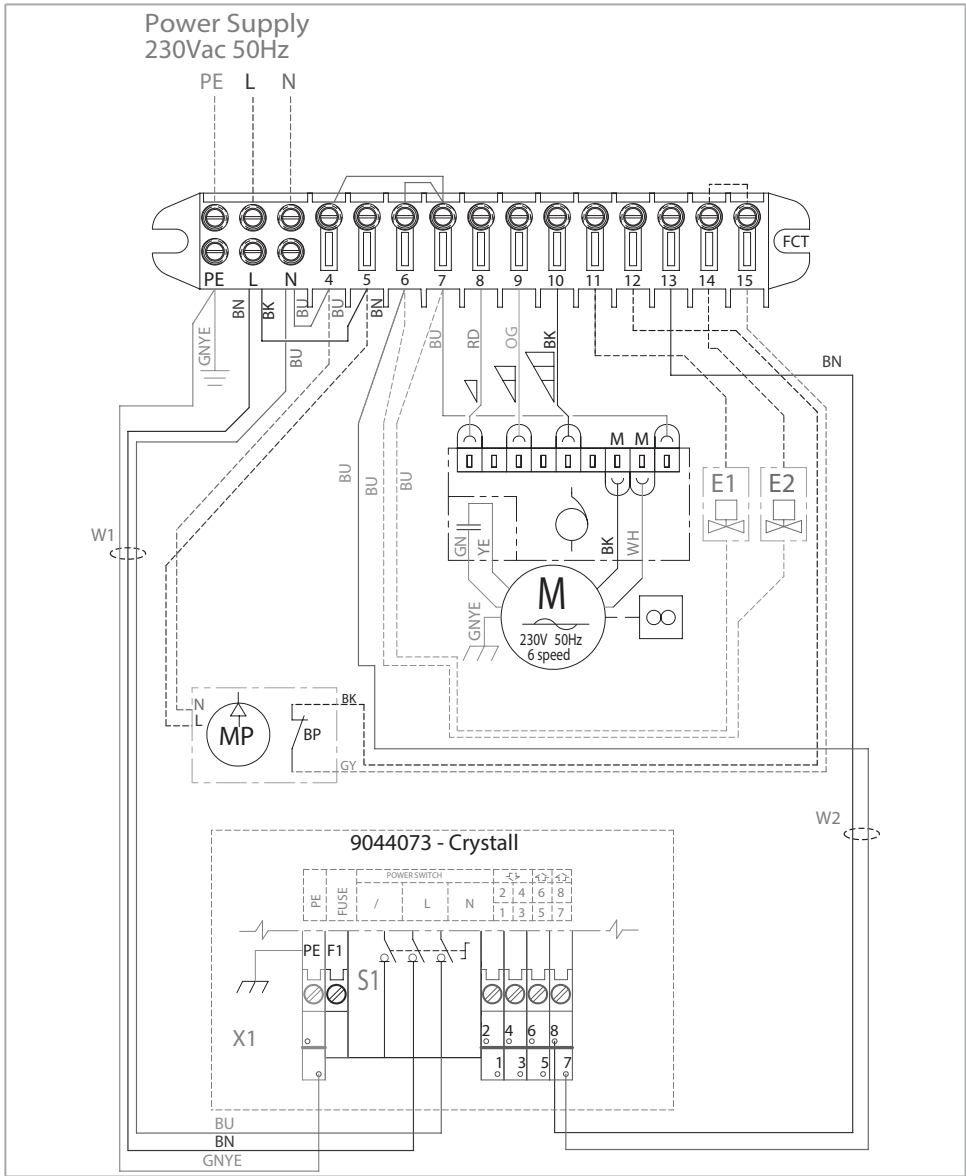 Power Supply
230Vac 50Hz
PE L N
FCT
PE L N 4 5 6 7 8 9 10 11 12 13 14 15
GNYE BN BK BU BU BU BN BU RD OG BK BN
BU
BU BU BU
M M
E1 E2
W1
GN YE BK WH
GNYE
M
230V 50Hz
6 speed
N
L
MP
BK
BP
GY
W2
9044073 - Crystall
PE FUSE POWER SWITCH
/ L N
2 4 6 8
1 3 5 7
PE F1
S1
X1
2 4 6 8
1 3 5 7
BU
BN
GNYE